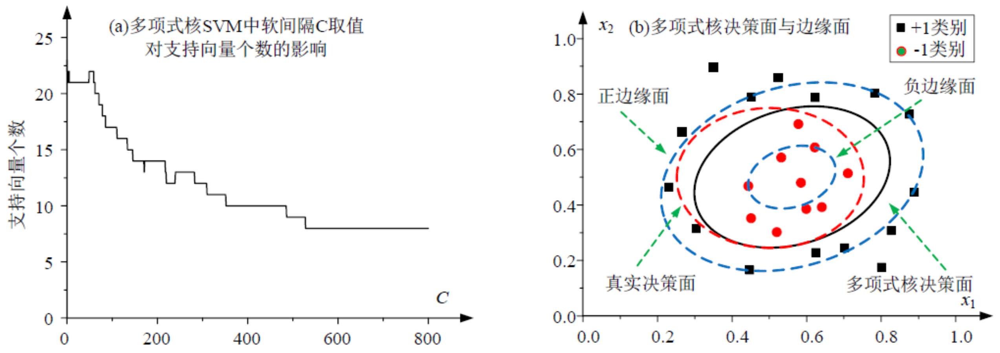 (a)多项式核SVM中软间隔C取值
对支持向量个数的影响
支持向量个数
25
20
15
10
5
0
0
200
400
600
800
C
x2
(b)多项式核决策面与边缘面
+1类别
-1类别
正边缘面
负边缘面
真实决策面
多项式核决策面
x1
1.0
0.8
0.6
0.4
0.2
0.0
0.0
0.2
0.4
0.6
0.8
1.0